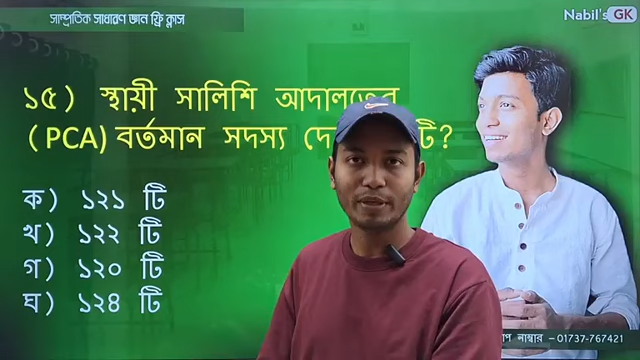 সাম্প্রতিক সাধারণ জ্ঞান ফ্রি ক্লাস
Nabil's GK
১৫) স্থায়ী সালিশি আদালতের
(PCA) বর্তমান সদস্য টি?
ক) ১২১ টি
খ) ১২২ টি
গ) ১২০ টি
ঘ) ১২৪ টি
নাম্বার -01737-767421